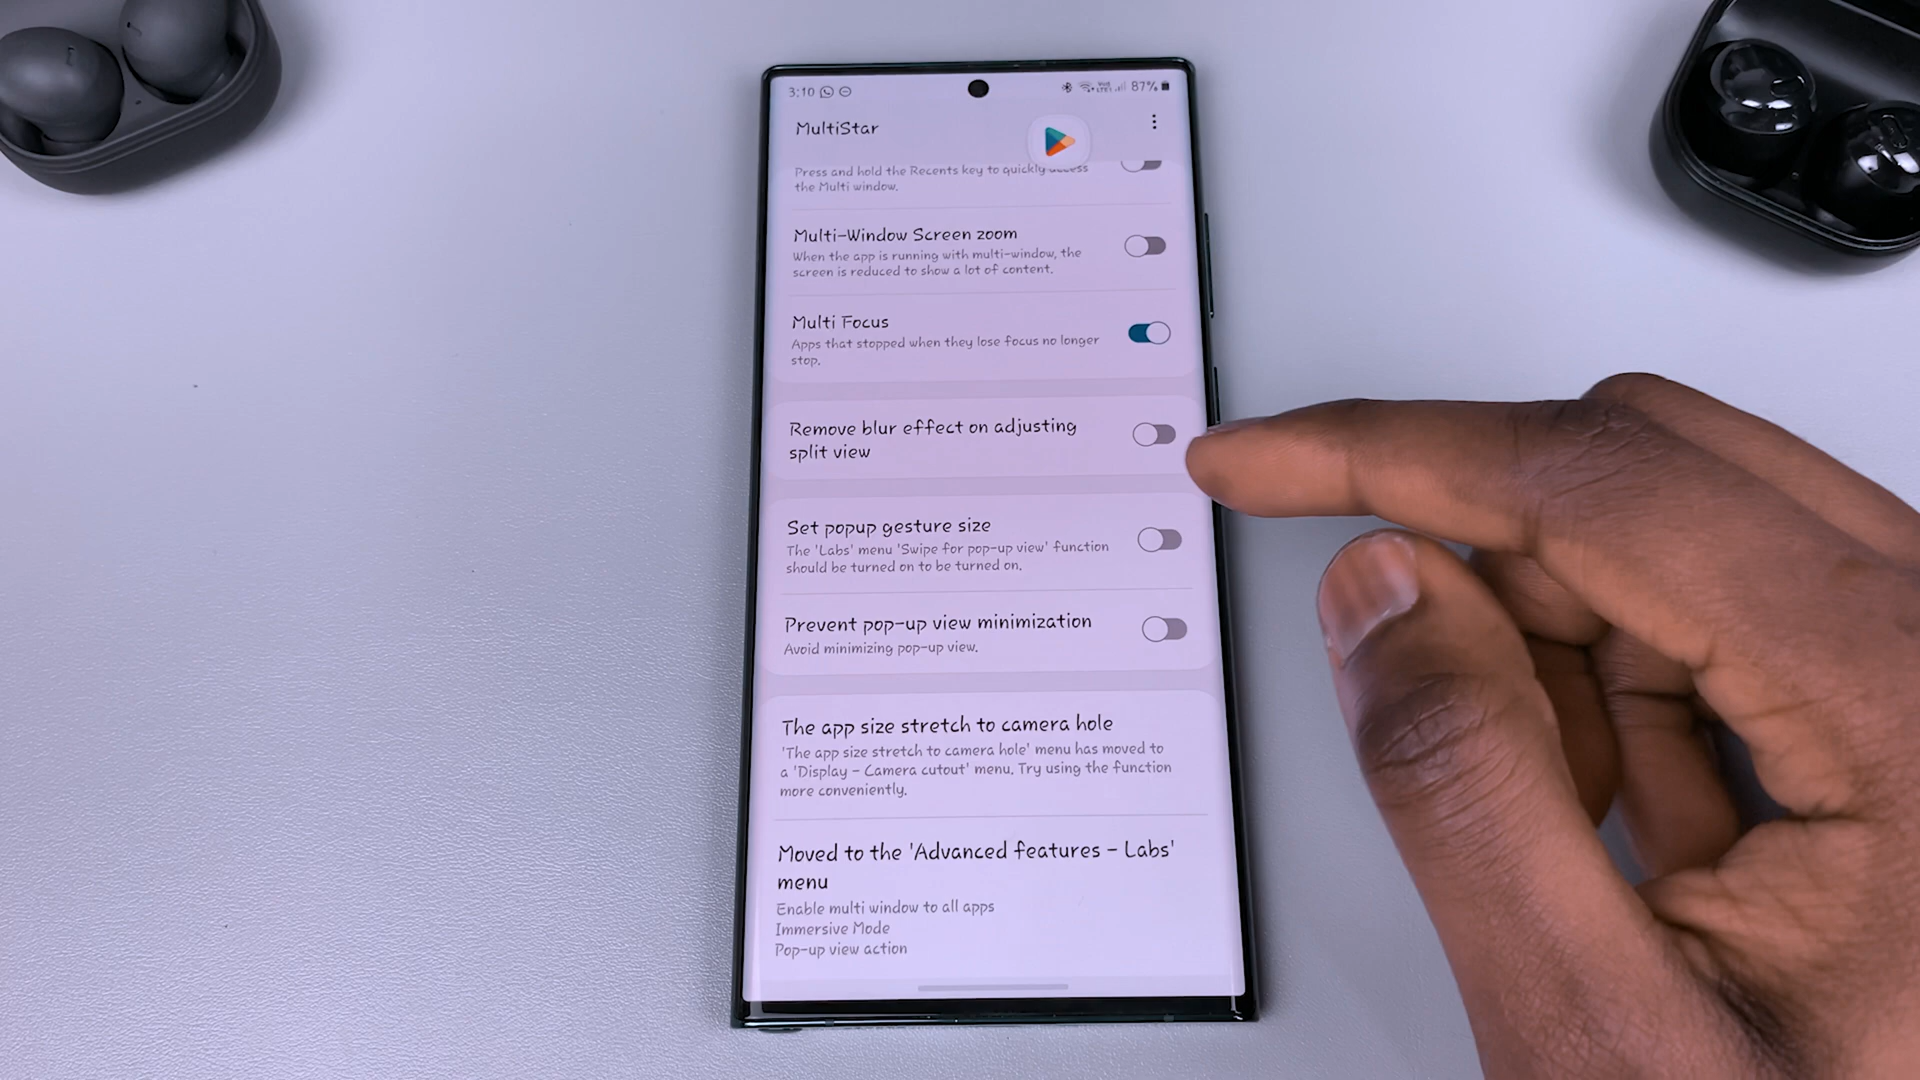 3:10 87%
MultiStar
Press and hold the Recents key to quickly access
the Multi window.
Multi-Window Screen zoom
When the app is running with multi-window, the
screen is reduced to show a lot of content.
Multi Focus
Apps that stopped when they lose focus no longer
stop.
Remove blur effect on adjusting
split view
Set popup gesture size
The 'Labs' menu 'Swipe for pop-up view' function
should be turned on to be turned on.
Prevent pop-up view minimization
Avoid minimizing pop-up view.
The app size stretch to camera hole
'The app size stretch to camera hole' menu has moved to
a 'Display - Camera cutout' menu. Try using the function
more conveniently.
Moved to the 'Advanced features - Labs'
menu
Enable multi window to all apps
Immersive Mode
Pop-up view action